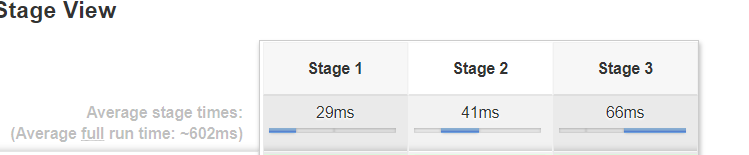 Stage View
Stage 1 Stage 2 Stage 3
Average stage times: 29ms 41ms 66ms
(Average full run time: ~602ms)